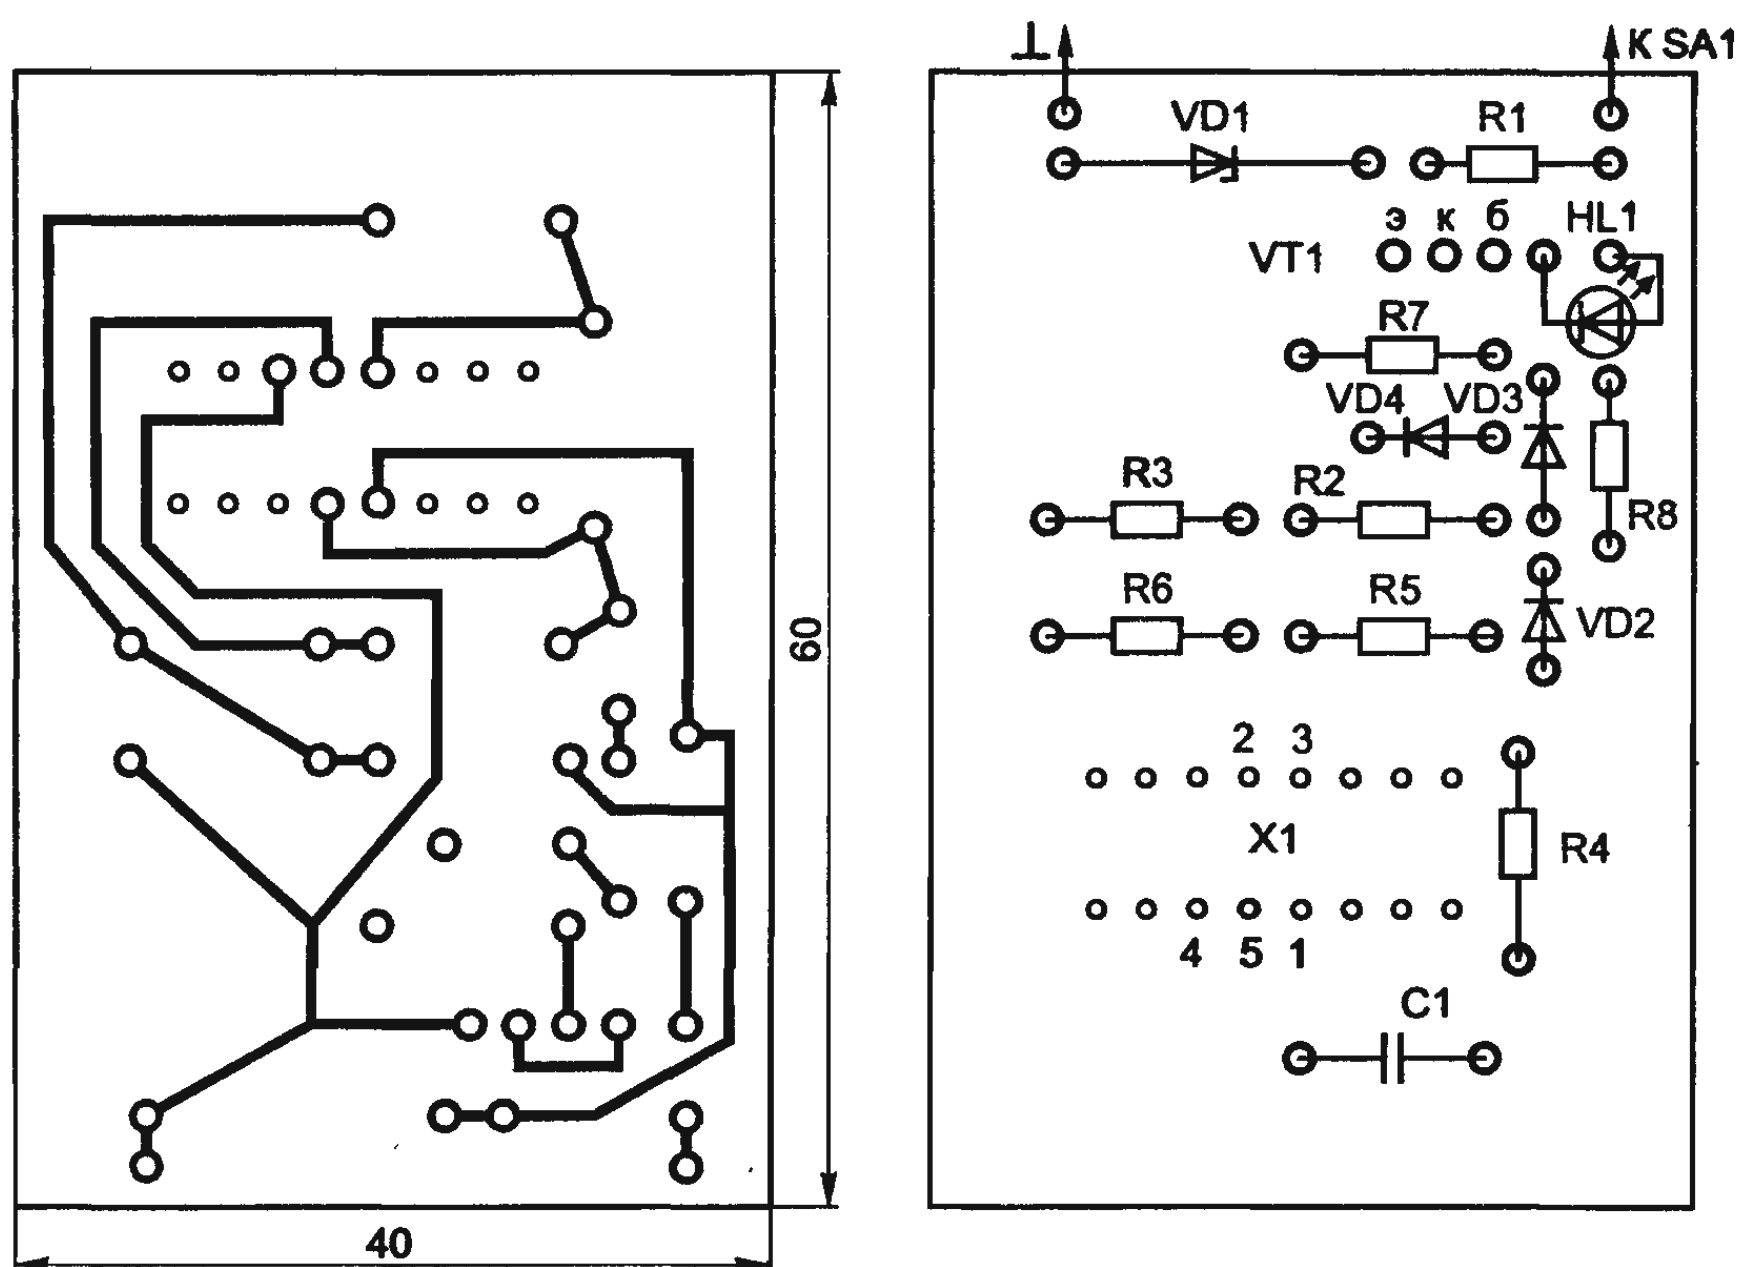 ⊥ К SA1
VD1 R1
э к б HL1
VT1
R7
VD4 VD3
R3 R2
R8
R6 R5
VD2
60
2 3
X1 R4
4 5 1
C1
40